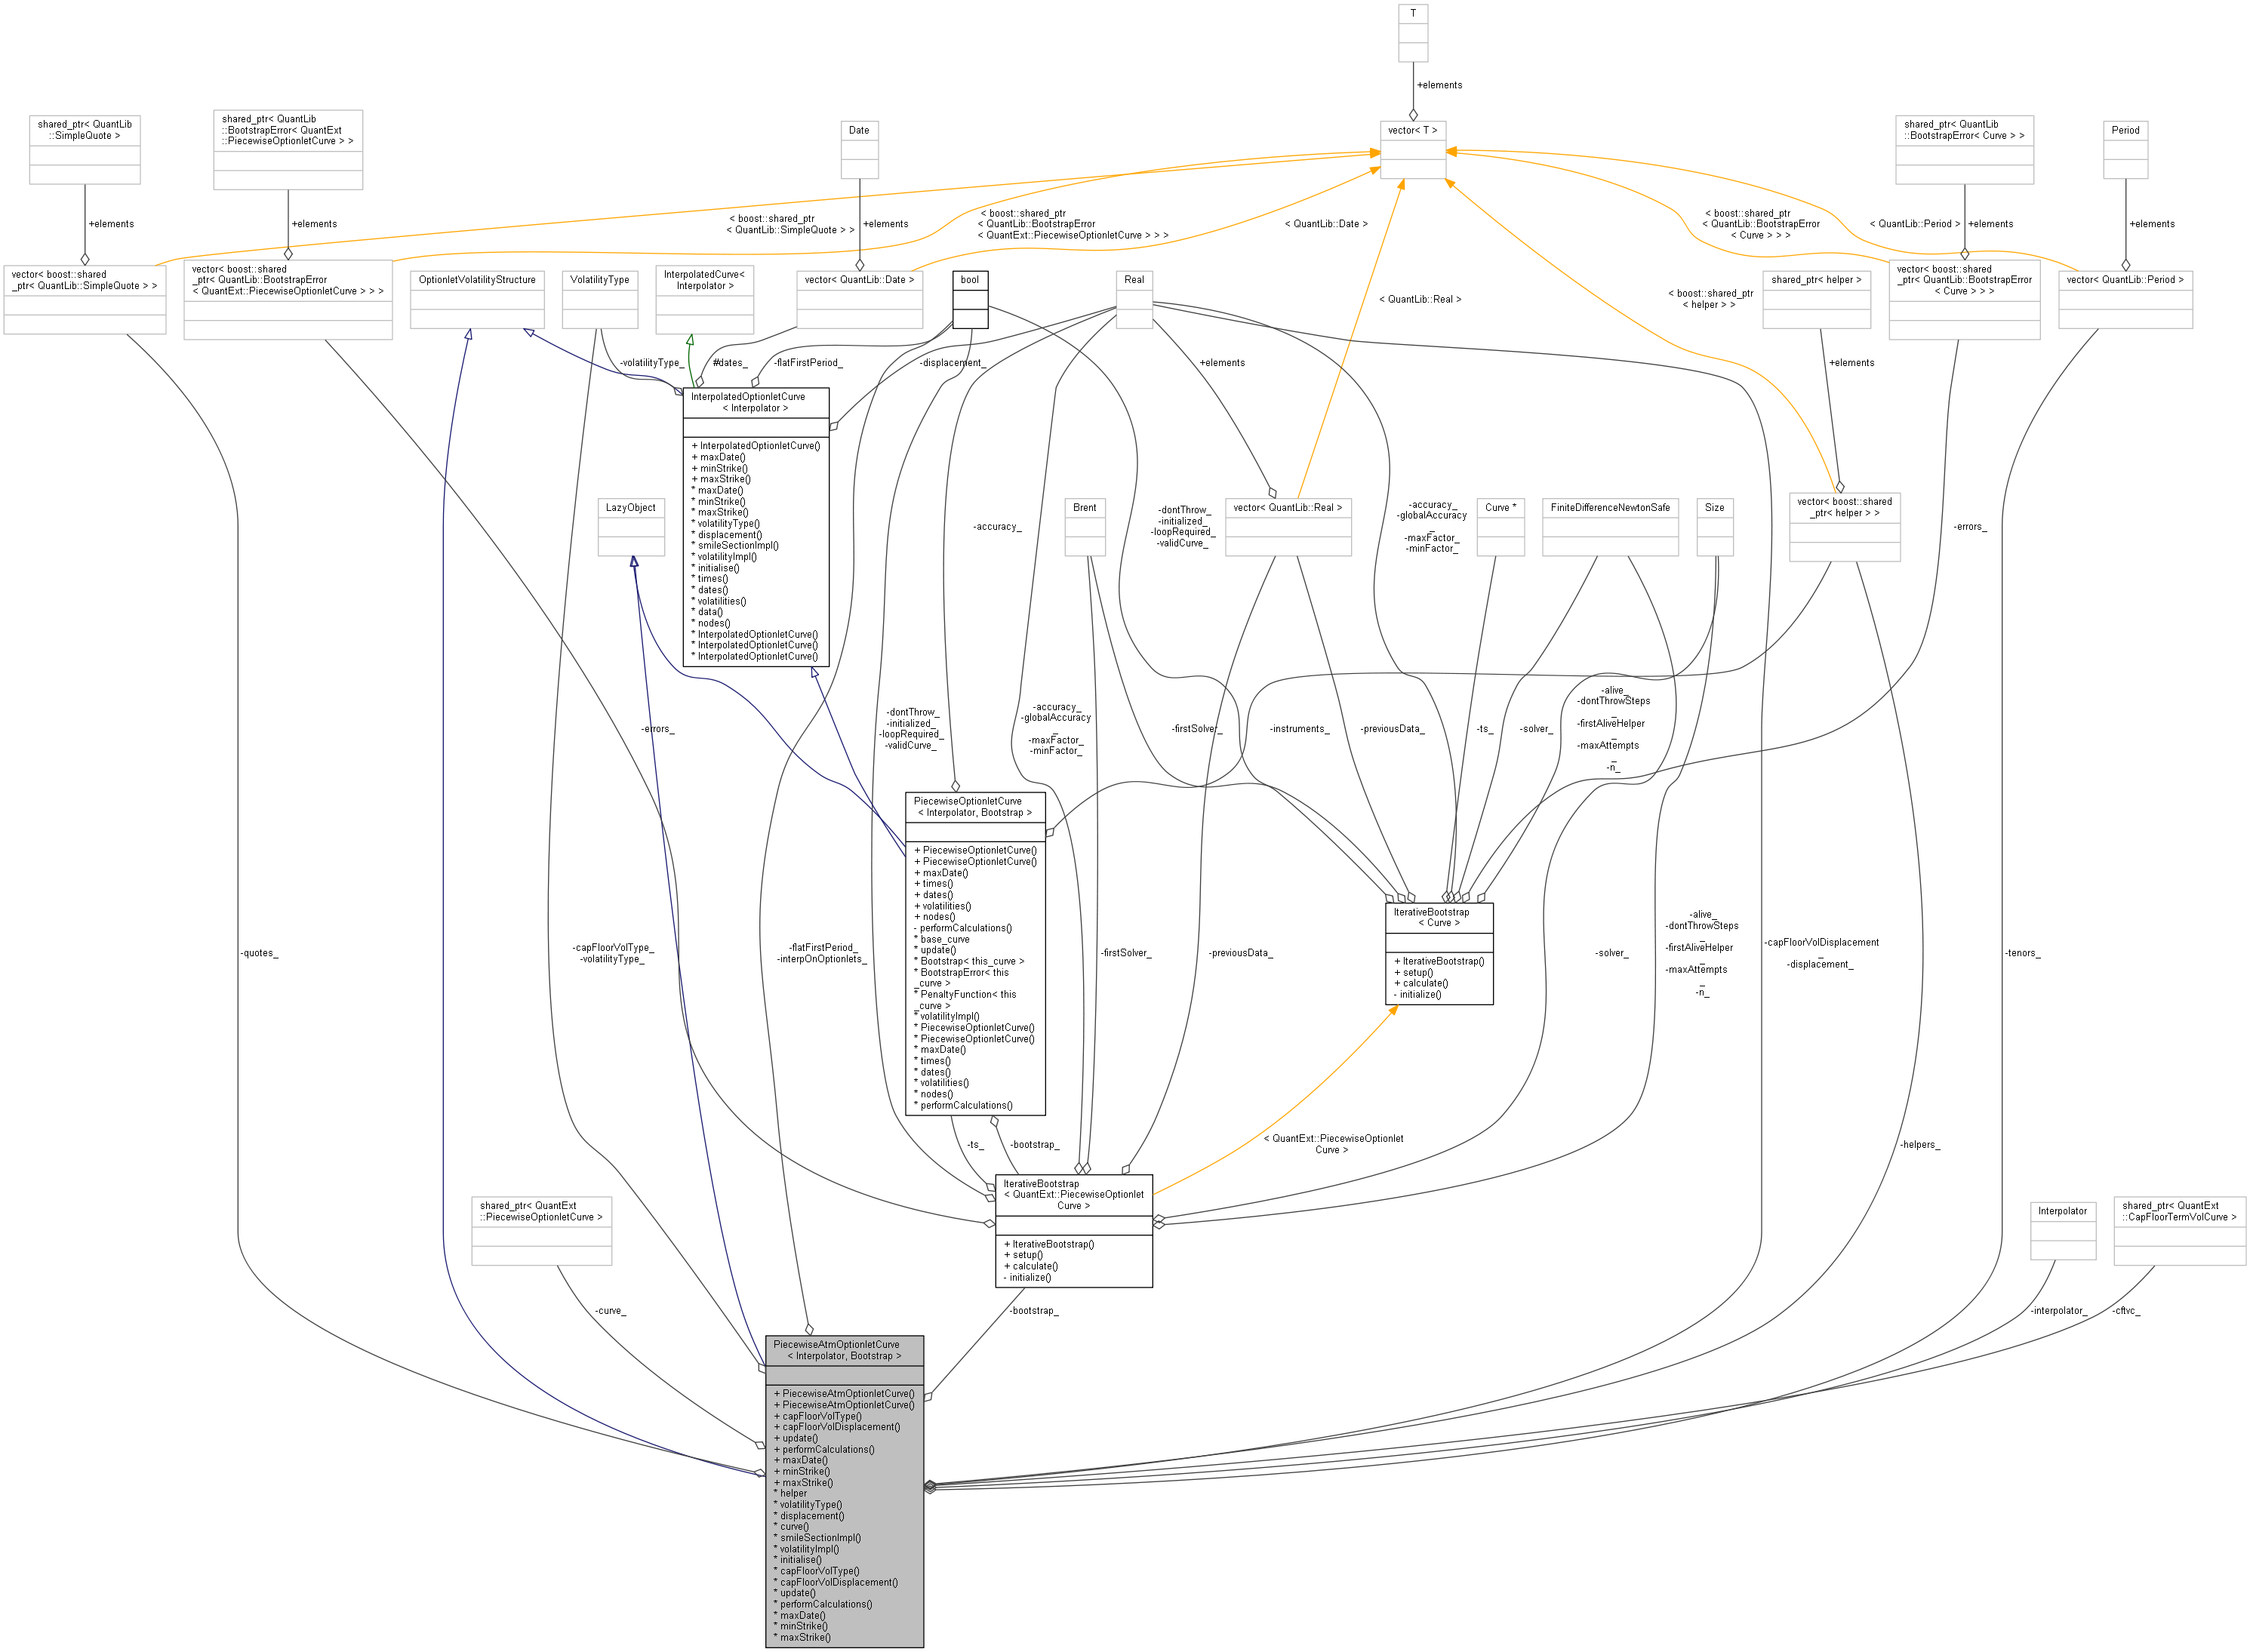 T
+elements
shared_ptr< QuantLib
::SimpleQuote >
shared_ptr< QuantLib
::BootstrapError< QuantExt
::PiecewiseOptionletCurve > >
Date
vector< T >
shared_ptr< QuantLib
::BootstrapError< Curve > >
Period
+elements
+elements
< boost::shared_ptr
< QuantLib::SimpleQuote > >
+elements
< boost::shared_ptr
< QuantLib::BootstrapError
< QuantExt::PiecewiseOptionletCurve > > >
< QuantLib::Date >
< boost::shared_ptr
< QuantLib::BootstrapError
< Curve > > >
< QuantLib::Period >
+elements
+elements
vector< boost::shared
_ptr< QuantLib::SimpleQuote > >
vector< boost::shared
_ptr< QuantLib::BootstrapError
< QuantExt::PiecewiseOptionletCurve > > >
OptionletVolatilityStructure
VolatilityType
InterpolatedCurve<
Interpolator >
vector< QuantLib::Date >
bool
Real
< QuantLib::Real >
< boost::shared_ptr
< helper > >
shared_ptr< helper >
vector< boost::shared
_ptr< QuantLib::BootstrapError
< Curve > > >
vector< QuantLib::Period >
-volatilityType_
#dates_
-flatFirstPeriod_
-displacement_
+elements
+elements
InterpolatedOptionletCurve
< Interpolator >
+ InterpolatedOptionletCurve()
+ maxDate()
+ minStrike()
+ maxStrike()
* maxDate()
* minStrike()
* maxStrike()
* volatilityType()
* displacement()
* smileSectionImpl()
* volatilityImpl()
* initialise()
* times()
* dates()
* volatilities()
* data()
* nodes()
* InterpolatedOptionletCurve()
* InterpolatedOptionletCurve()
* InterpolatedOptionletCurve()
LazyObject
-accuracy_
Brent
-dontThrow_
-initialized_
-loopRequired_
-validCurve_
vector< QuantLib::Real >
-accuracy_
-globalAccuracy
_
-maxFactor_
-minFactor_
Curve *
FiniteDifferenceNewtonSafe
Size
vector< boost::shared
_ptr< helper > >
-errors_
-errors_
-dontThrow_
-initialized_
-loopRequired_
-validCurve_
-accuracy_
-globalAccuracy
_
-maxFactor_
-minFactor_
-firstSolver_
-instruments_
-previousData_
-ts_
-solver_
-alive_
-dontThrowSteps
_
-firstAliveHelper
_
-maxAttempts
_
-n_
PiecewiseOptionletCurve
< Interpolator, Bootstrap >
+ PiecewiseOptionletCurve()
+ PiecewiseOptionletCurve()
+ maxDate()
+ times()
+ dates()
+ volatilities()
+ nodes()
- performCalculations()
* base_curve
* update()
* Bootstrap< this_curve >
* BootstrapError< this
_curve >
* PenaltyFunction< this
_curve >
* volatilityImpl()
* PiecewiseOptionletCurve()
* PiecewiseOptionletCurve()
* maxDate()
* times()
* dates()
* volatilities()
* nodes()
* performCalculations()
IterativeBootstrap
< Curve >
+ IterativeBootstrap()
+ setup()
+ calculate()
- initialize()
-quotes_
-capFloorVolType_
-volatilityType_
-flatFirstPeriod_
-interpOnOptionlets_
-firstSolver_
-previousData_
-solver_
-alive_
-dontThrowSteps
_
-firstAliveHelper
_
-maxAttempts
_
-n_
-capFloorVolDisplacement
_
-displacement_
-tenors_
-ts_
-bootstrap_
< QuantExt::PiecewiseOptionlet
Curve >
-helpers_
shared_ptr< QuantExt
::PiecewiseOptionletCurve >
IterativeBootstrap
< QuantExt::PiecewiseOptionlet
Curve >
+ IterativeBootstrap()
+ setup()
+ calculate()
- initialize()
Interpolator
shared_ptr< QuantExt
::CapFloorTermVolCurve >
-curve_
-bootstrap_
-interpolator_
-cftvc_
PiecewiseAtmOptionletCurve
< Interpolator, Bootstrap >
+ PiecewiseAtmOptionletCurve()
+ PiecewiseAtmOptionletCurve()
+ capFloorVolType()
+ capFloorVolDisplacement()
+ update()
+ performCalculations()
+ maxDate()
+ minStrike()
+ maxStrike()
* helper
* volatilityType()
* displacement()
* curve()
* smileSectionImpl()
* volatilityImpl()
* initialise()
* capFloorVolType()
* capFloorVolDisplacement()
* update()
* performCalculations()
* maxDate()
* minStrike()
* maxStrike()